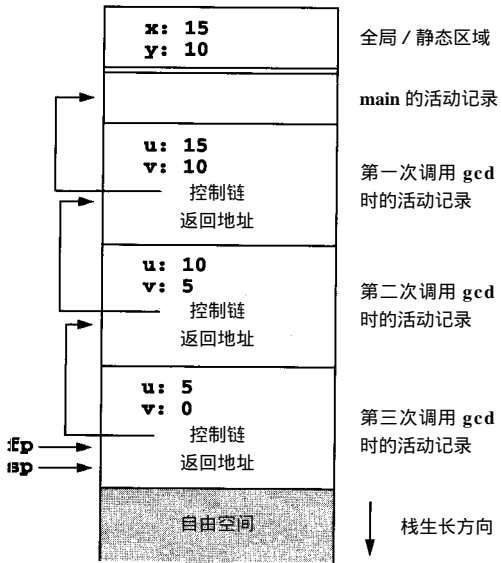 x: 15
y: 10
全局 / 静态区域
main 的活动记录
u: 15
v: 10
控制链
返回地址
第一次调用 gcd
时的活动记录
u: 10
v: 5
控制链
返回地址
第二次调用 gcd
时的活动记录
u: 5
v: 0
控制链
返回地址
第三次调用 gcd
时的活动记录
fp
sp
自由空间
栈生长方向